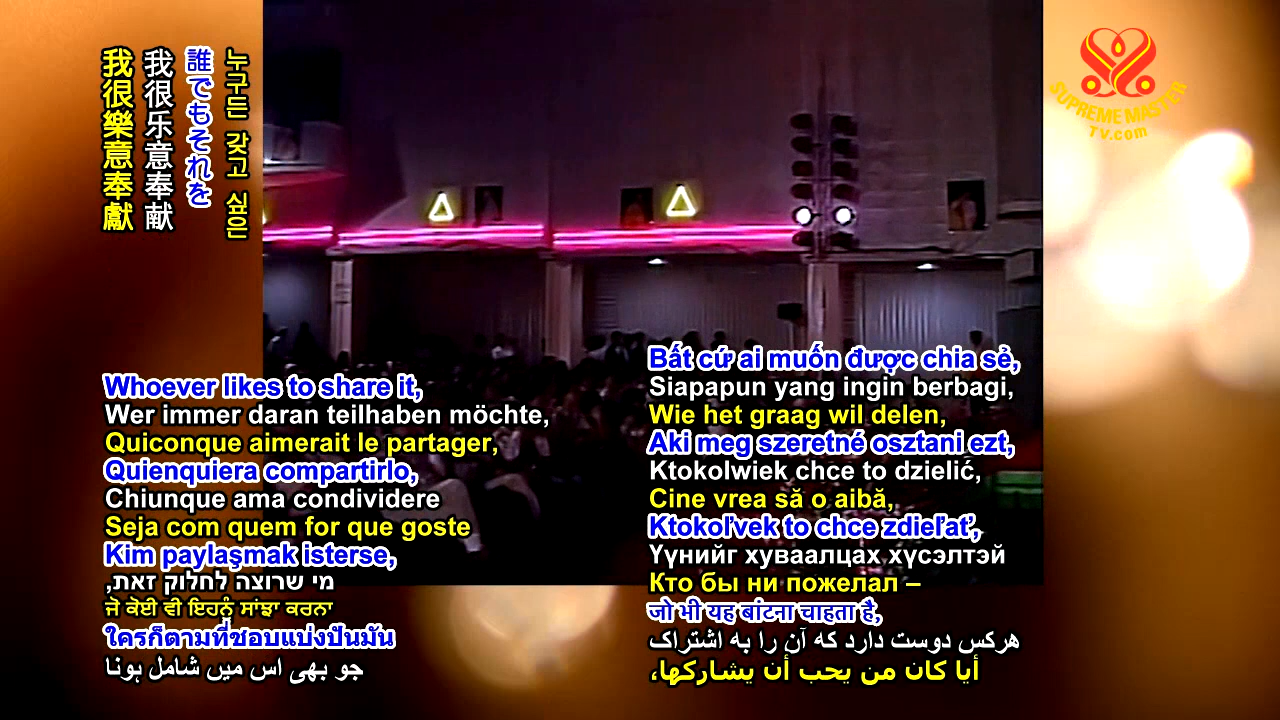 我很樂意奉獻
我很乐意奉献
誰でもそれを
누구든 갖고 싶은
SUPREME MASTER
TV.com
Whoever likes to share it,
Wer immer daran teilhaben möchte,
Quiconque aimerait le partager,
Quienquiera compartirlo,
Chiunque ama condividere
Seja com quem for que goste
Kim paylaşmak isterse,
מי שרוצה לחלוק זאת,
ਜੋ ਕੋਈ ਵੀ ਇਹਨੂੰ ਸਾਂਝਾ ਕਰਨਾ
ใครก็ตามที่ชอบแบ่งปันมัน
جو بھی اس میں شامل ہونا
Bất cứ ai muốn được chia sẻ,
Siapapun yang ingin berbagi,
Wie het graag wil delen,
Aki meg szeretné osztani ezt,
Ktokolwiek chce to dzielić,
Cine vrea să o aibă,
Ktokoľvek to chce zdieľať,
Үүнийг хуваалцах хүсэлтэй
Кто бы ни пожелал –
जो भी यह बांटना चाहता है,
هرکس دوست دارد که آن را به اشتراک
أيا كان من يحب أن يشاركها،